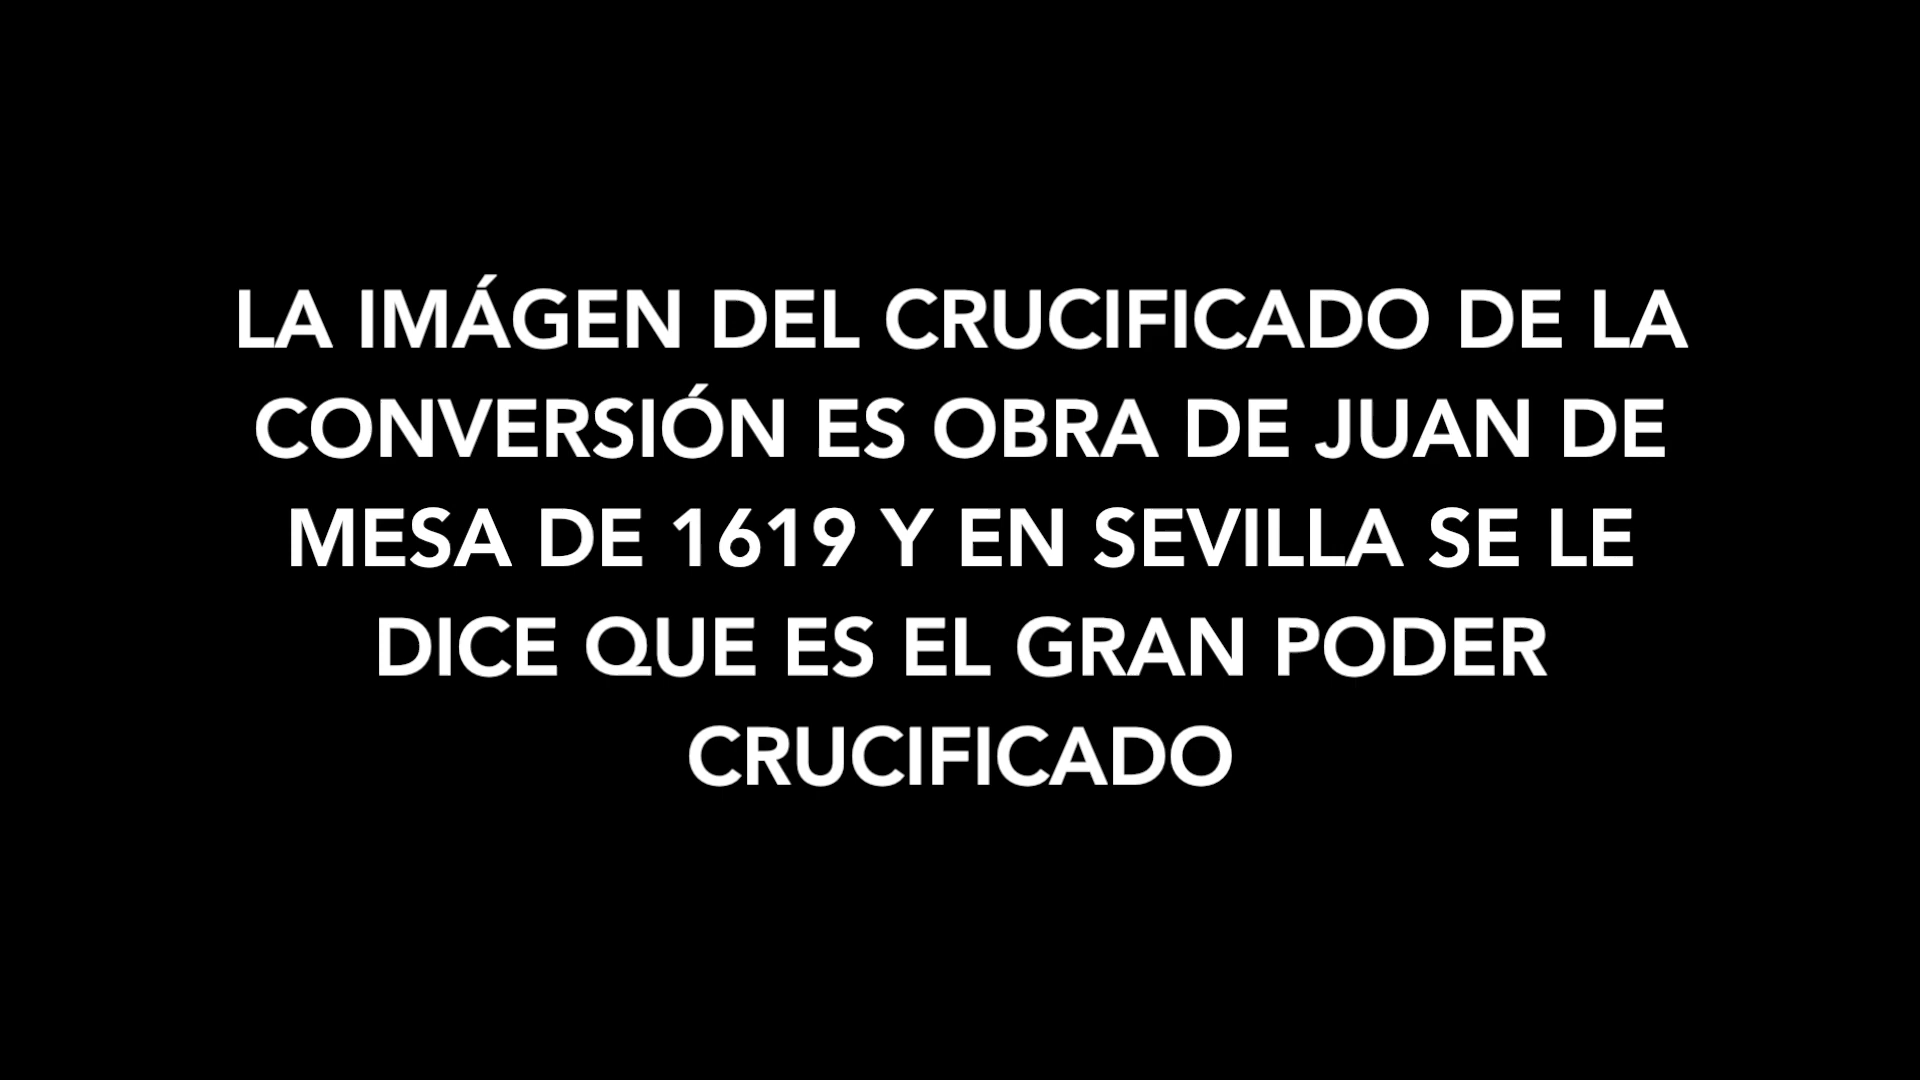 LA IMÁGEN DEL CRUCIFICADO DE LA
CONVERSIÓN ES OBRA DE JUAN DE
MESA DE 1619 Y EN SEVILLA SE LE
DICE QUE ES EL GRAN PODER
CRUCIFICADO